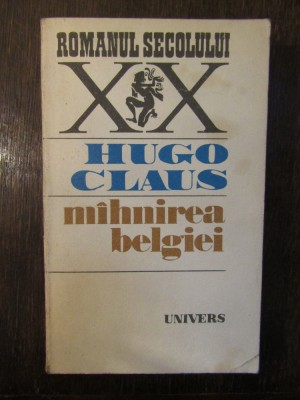 ROMANUL SECOLULUI
XX
HUGO
CLAUS
mîhnirea
belgiei
UNIVERS